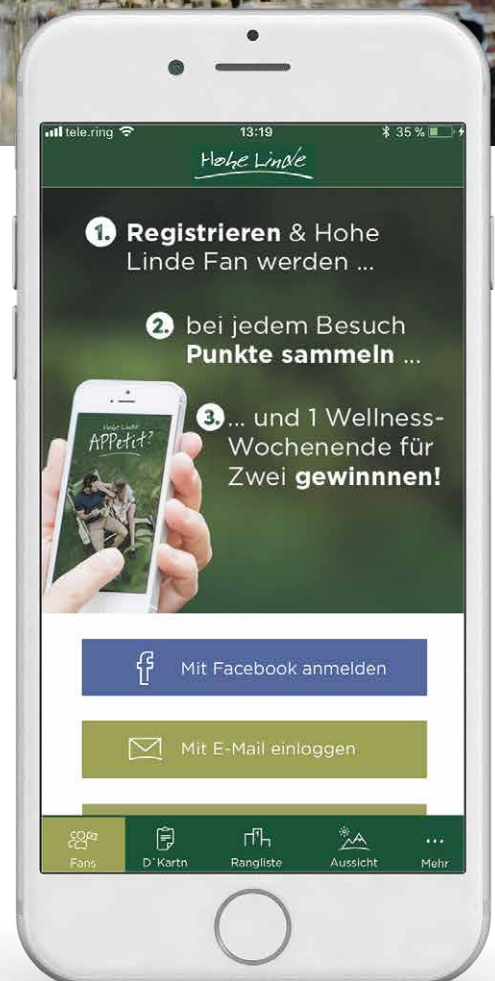 tele.ring 13:19 35 %
Hohe Linde
1. Registrieren & Hohe
Linde Fan werden ...
2. bei jedem Besuch
Punkte sammeln ...
3. ... und 1 Wellness-
Wochenende für
Zwei gewinnnen!
Hohe Linde
APPetit?
Mit Facebook anmelden
Mit E-Mail einloggen
Fans D`Kartn Rangliste Aussicht Mehr